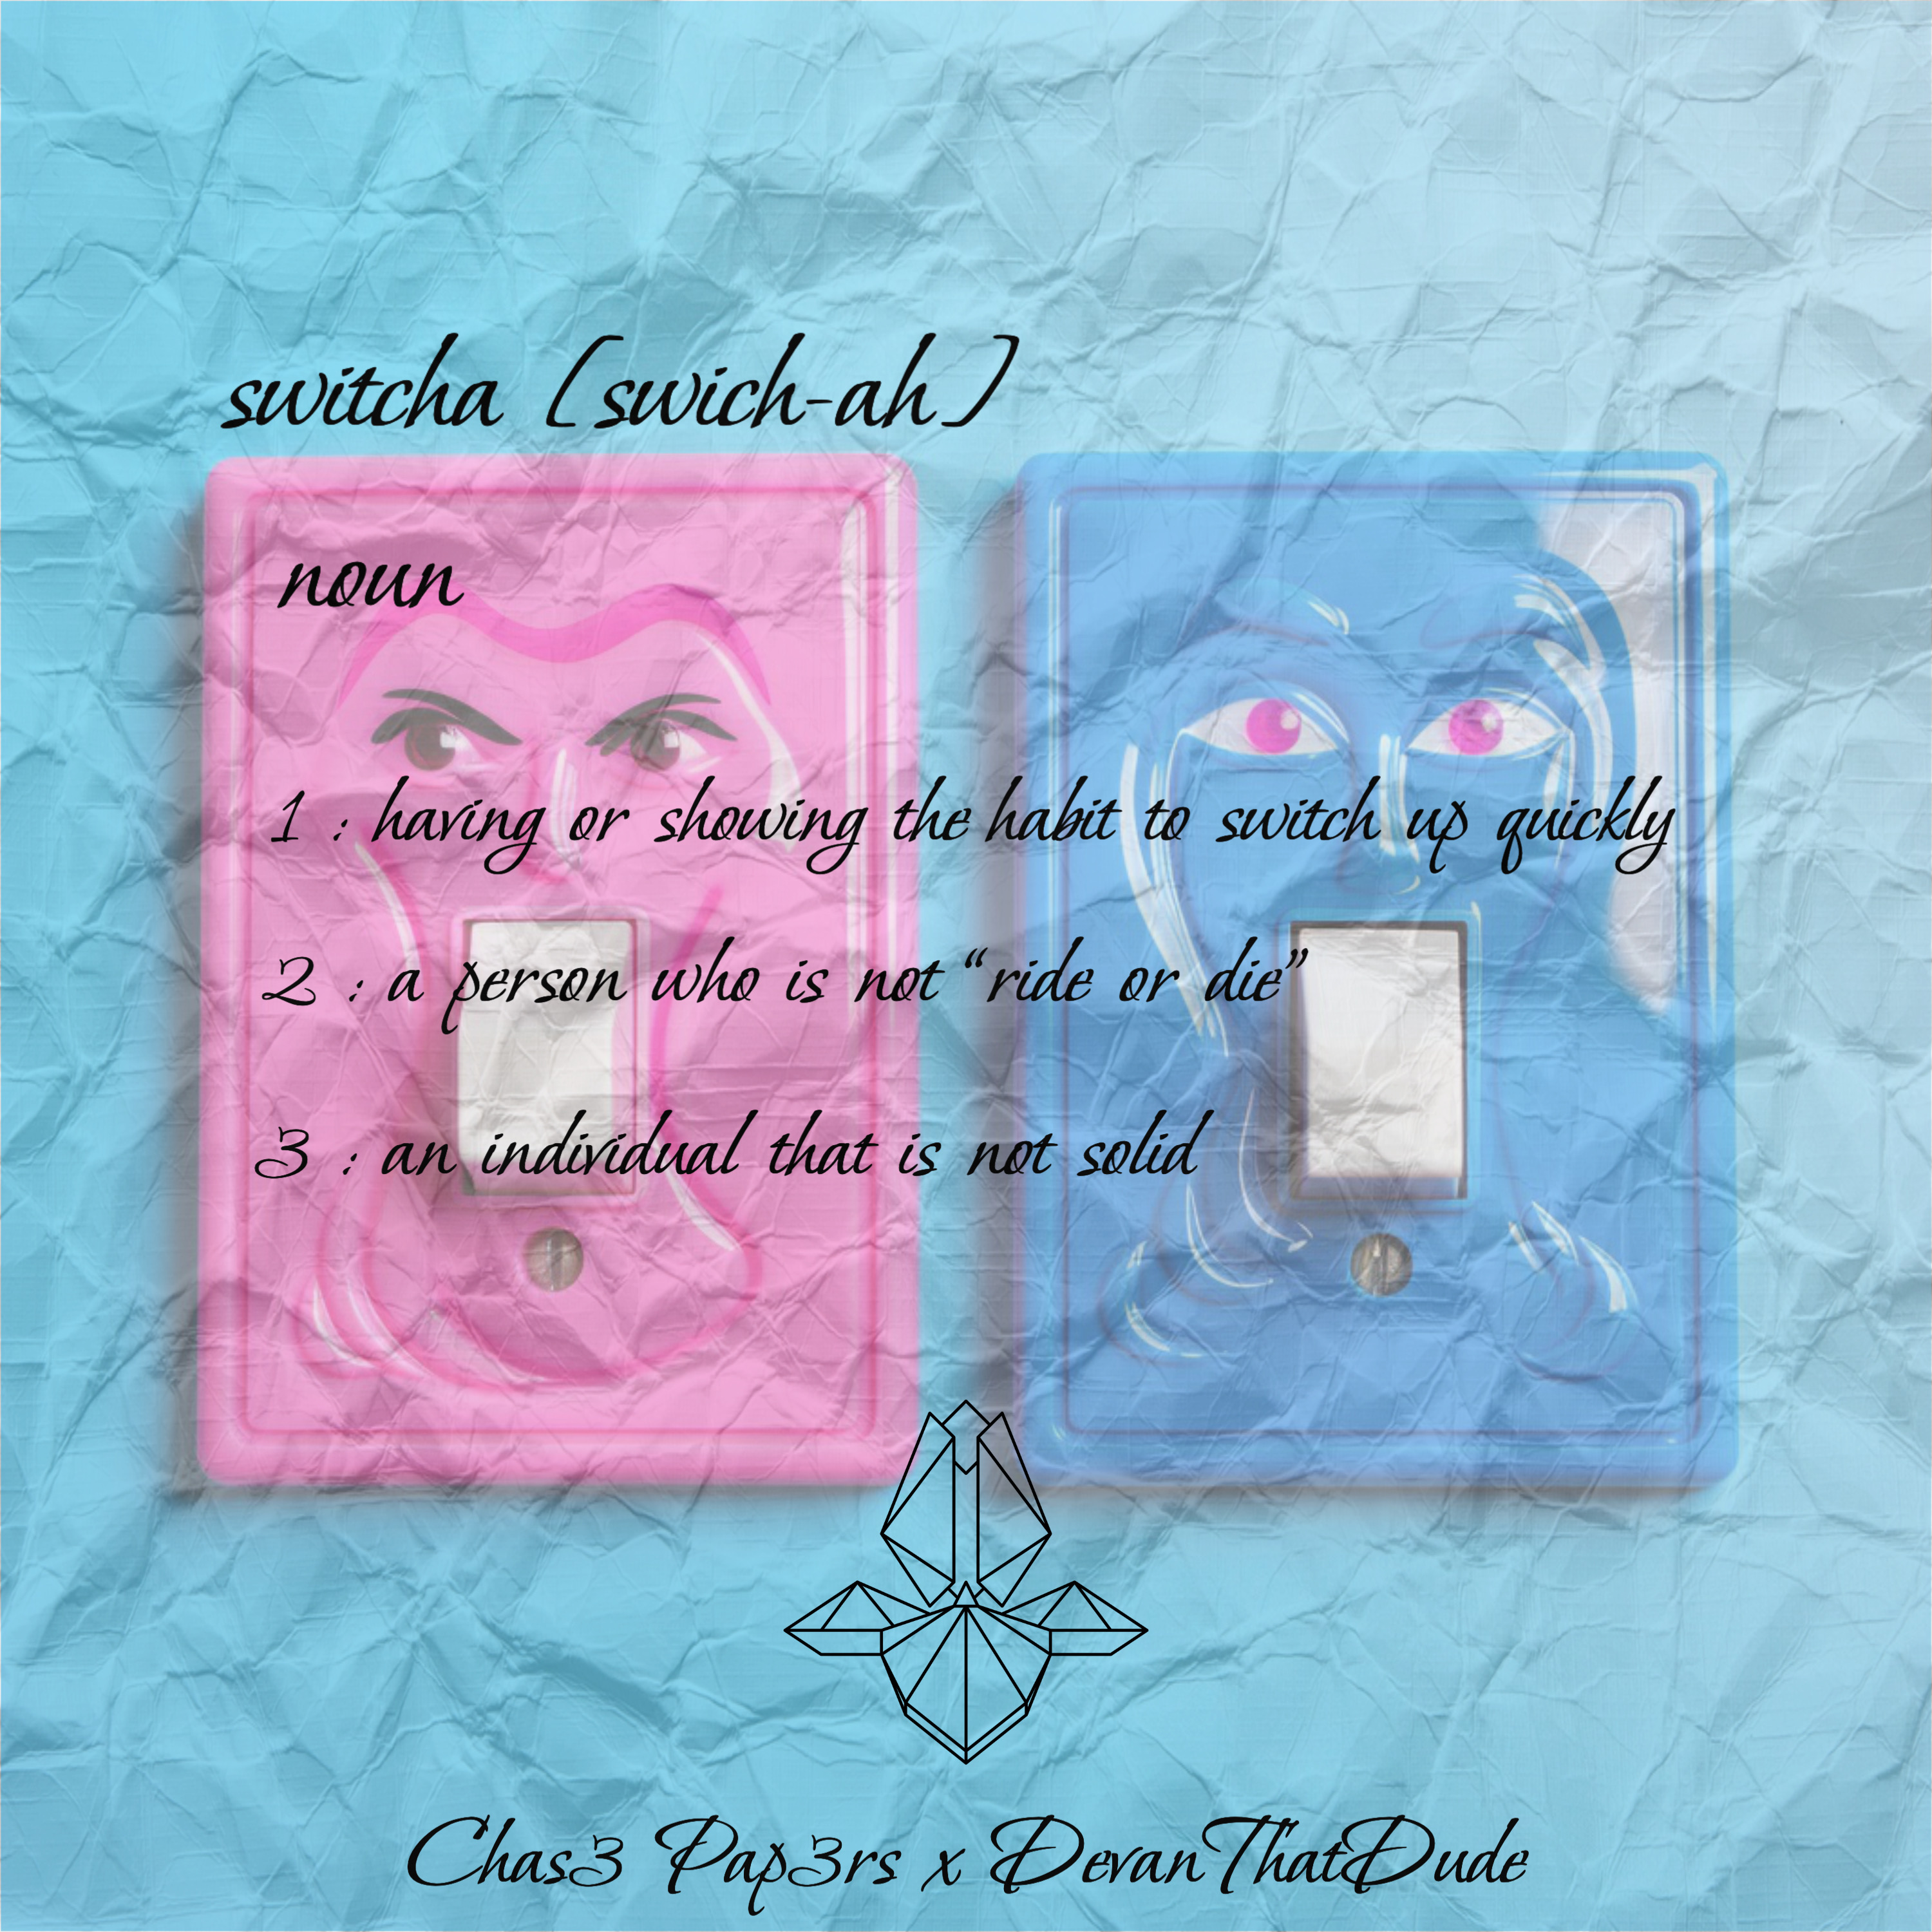 switcha [swich-ah]
noun
1 : having or showing the habit to switch up quickly
2 : a person who is not “ride or die”
3 : an individual that is not solid
Chas3 Pap3rs x DevanThatDude